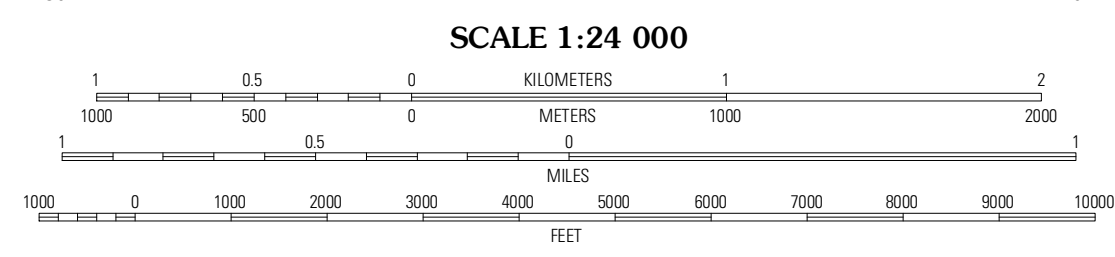 SCALE 1:24 000
1 0.5 0 KILOMETERS 1 2
1000 500 0 METERS 1000 2000
1 0.5 0 1
MILES
1000 0 1000 2000 3000 4000 5000 6000 7000 8000 9000 10000
FEET